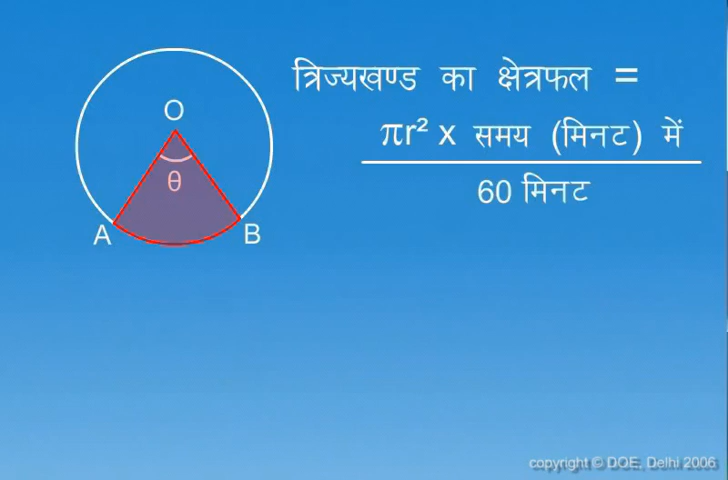 त्रिज्यखण्ड का क्षेत्रफल =
πr² x समय (मिनट) में
60 मिनट
O
θ
A
B
copyright © DOE, Delhi 2006